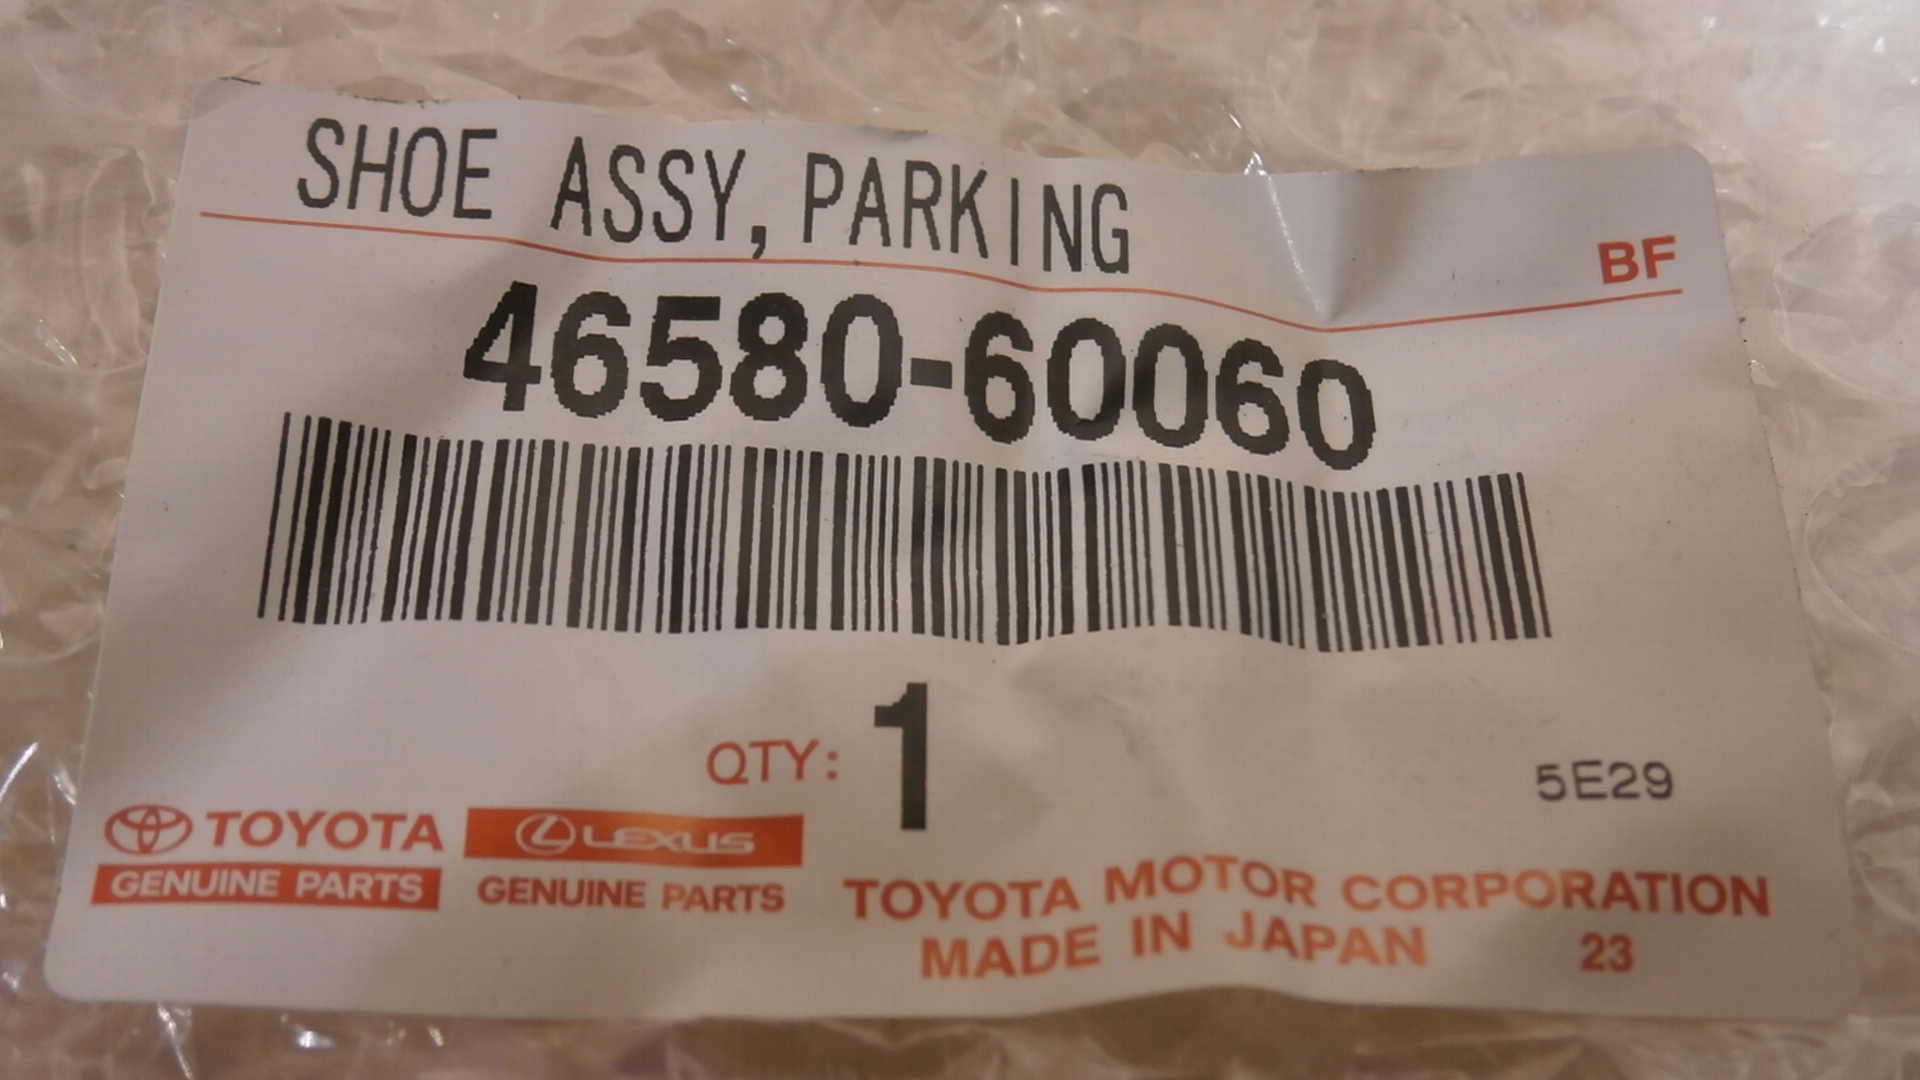 SHOE ASSY, PARKING
BF
46580-60060
QTY: 1
5E29
TOYOTA
GENUINE PARTS
LEXUS
GENUINE PARTS
TOYOTA MOTOR CORPORATION
MADE IN JAPAN 23